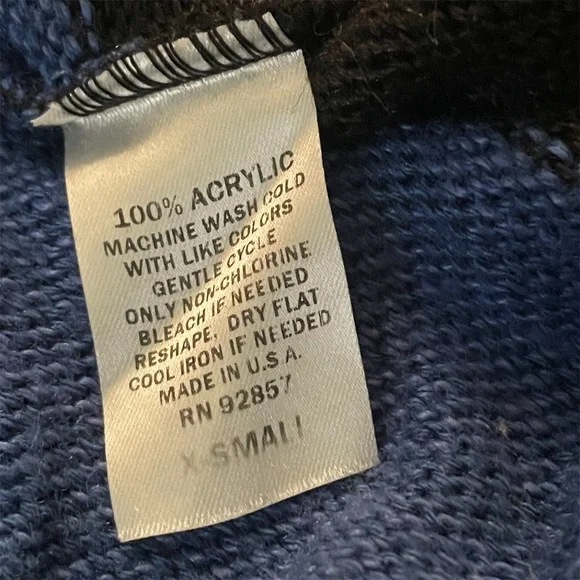 100% ACRYLIC
MACHINE WASH COLD
WITH LIKE COLORS
GENTLE CYCLE
ONLY NON-CHLORINE
BLEACH IF NEEDED
RESHAPE, DRY FLAT
COOL IRON IF NEEDED
MADE IN U.S.A.
RN 92857
X-SMALL